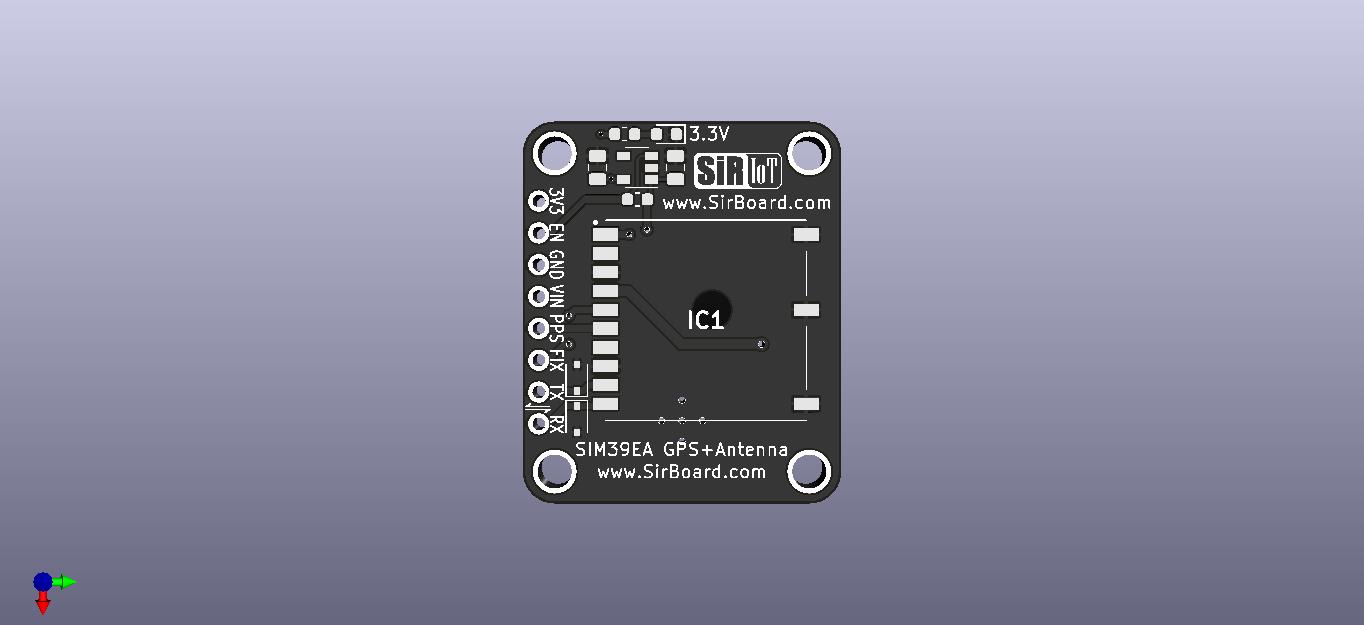 3.3V
SiR IoT
www.SirBoard.com
3V3
EN
GND
VIN
PPS
FIX
TX
RX
IC1
SIM39EA GPS+Antenna
www.SirBoard.com